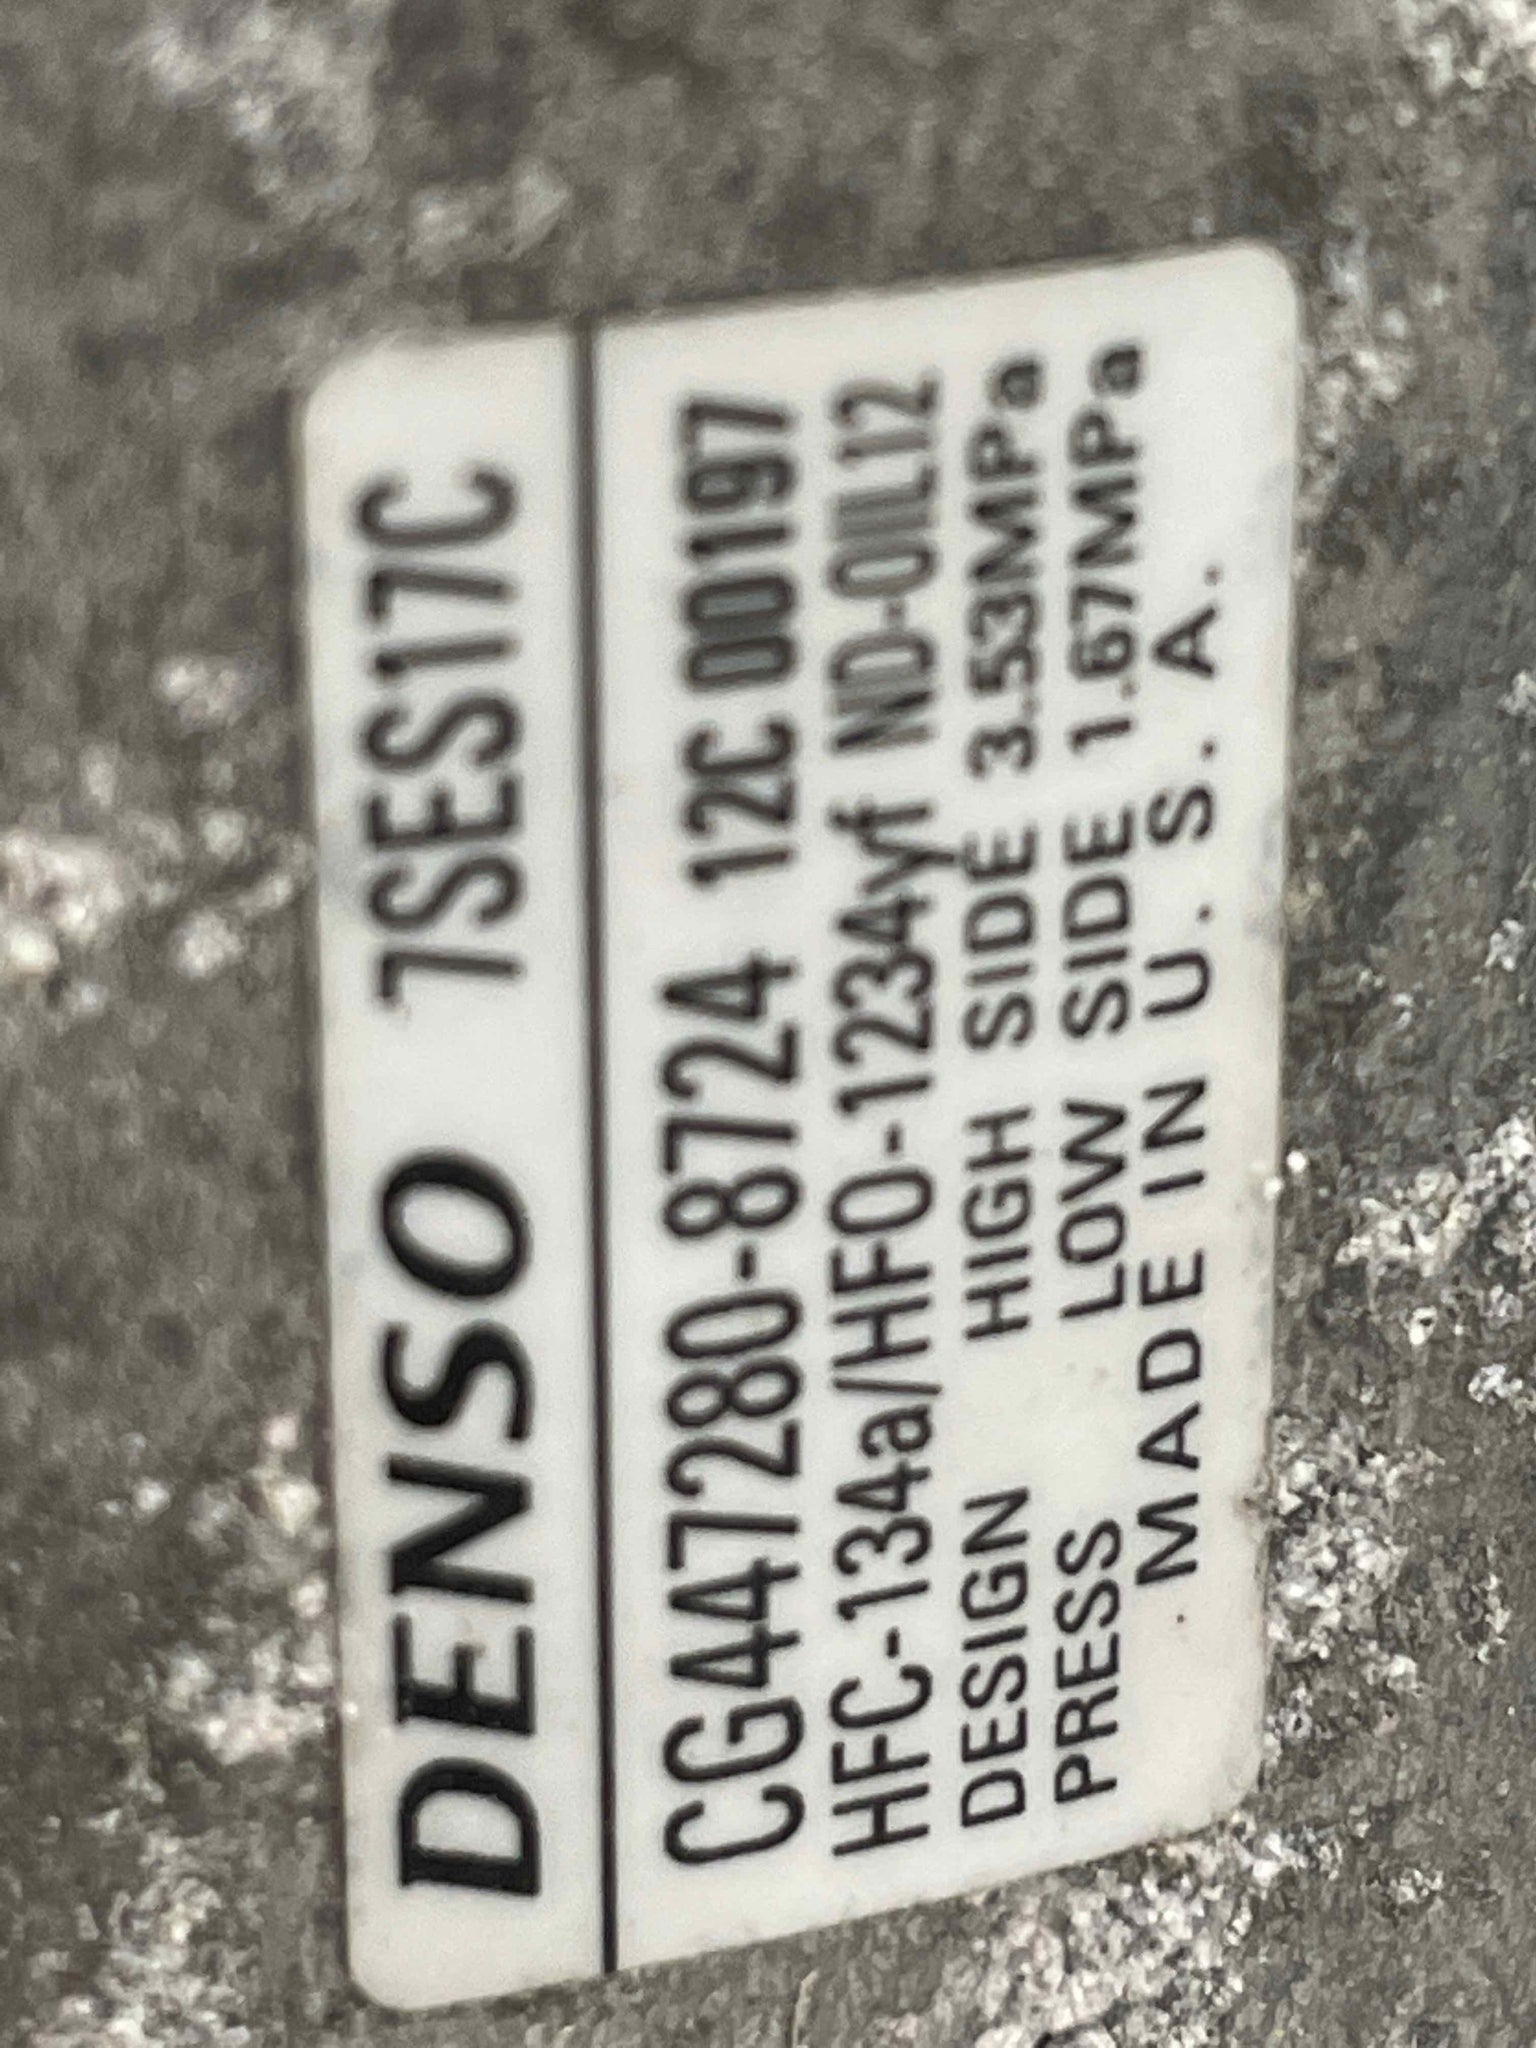 DENSO 7SES17C
CG447280-8724 12C 00197
HFC-134a/HFO-1234yf ND-OIL12
DESIGN HIGH SIDE 3.53MPa
PRESS LOW SIDE 1.67MPa
MADE IN U. S. A.